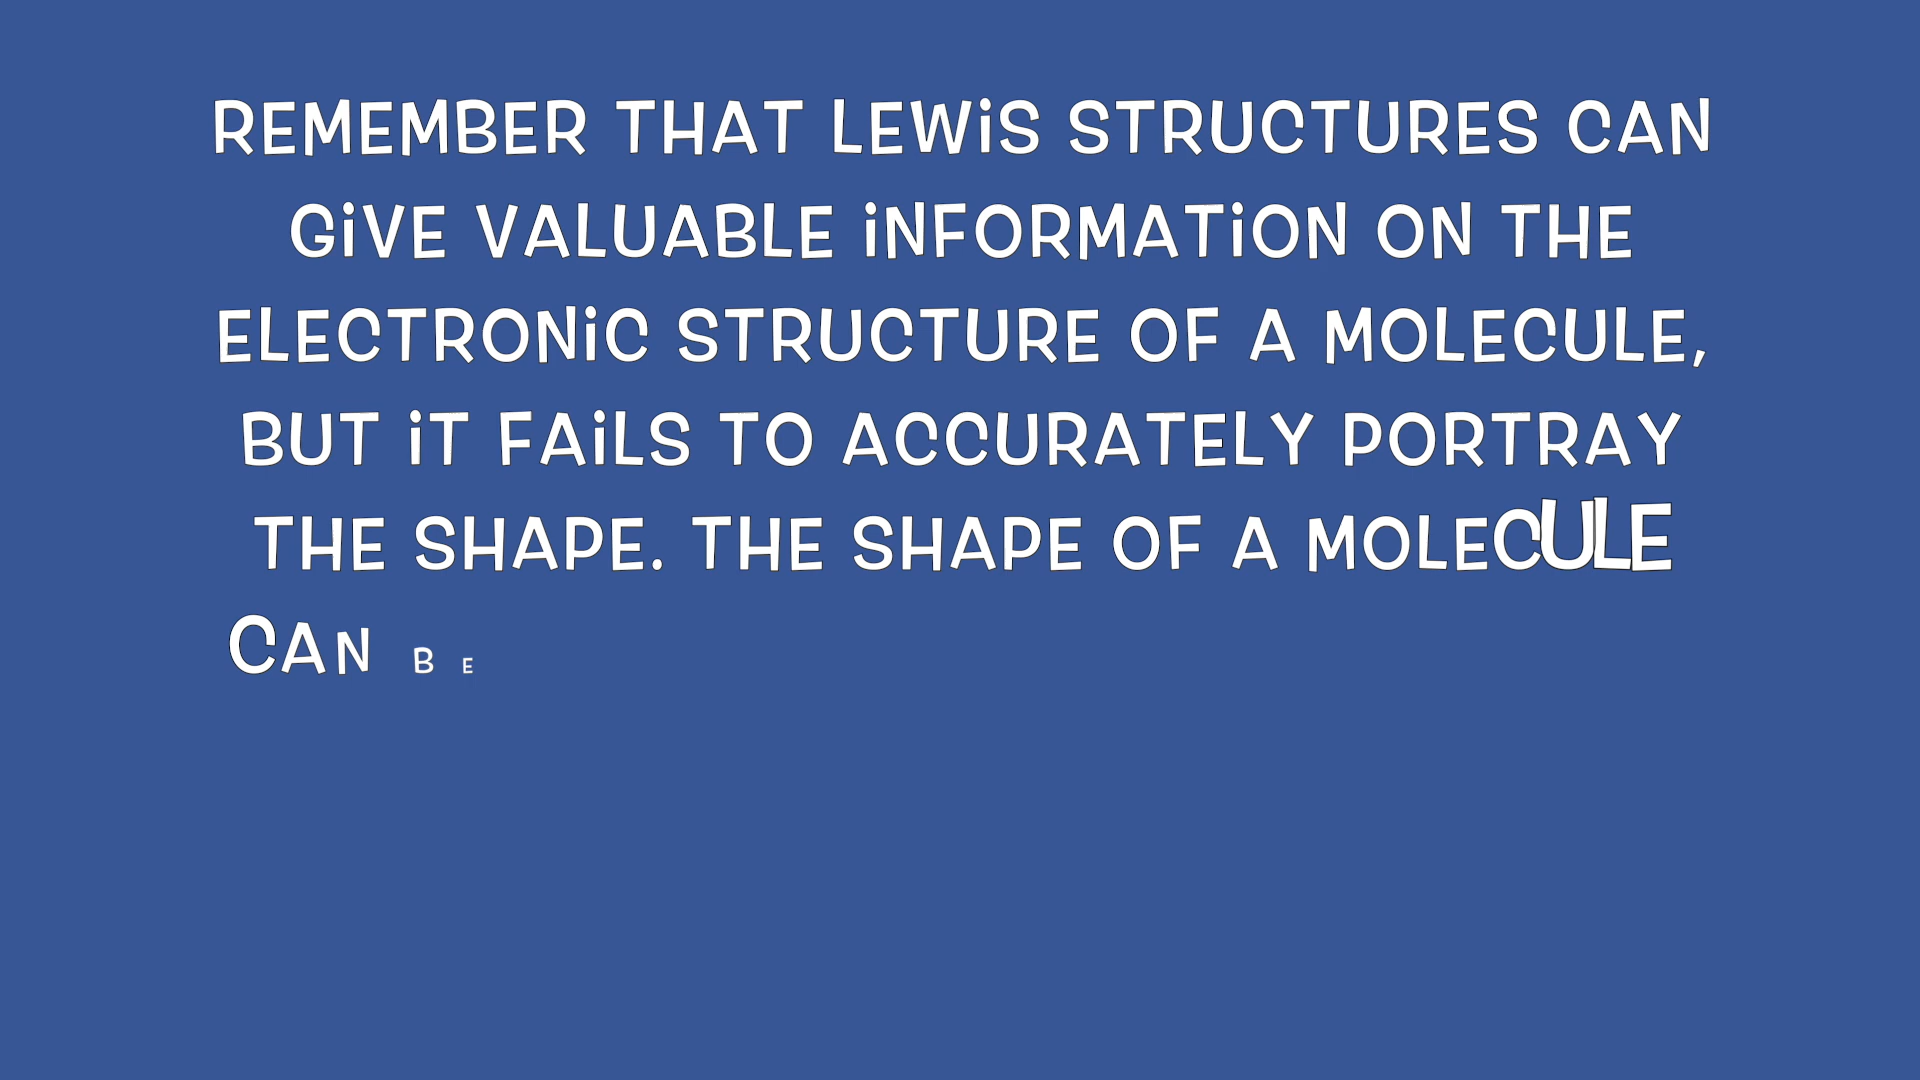 REMEMBER THAT LEWiS STRUCTURES CAN
GiVE VALUABLE iNFORMATiON ON THE
ELECTRONiC STRUCTURE OF A MOLECULE,
BUT iT FAiLS TO ACCURATELY PORTRAY
THE SHAPE. THE SHAPE OF A MOLECULE
CAN BE